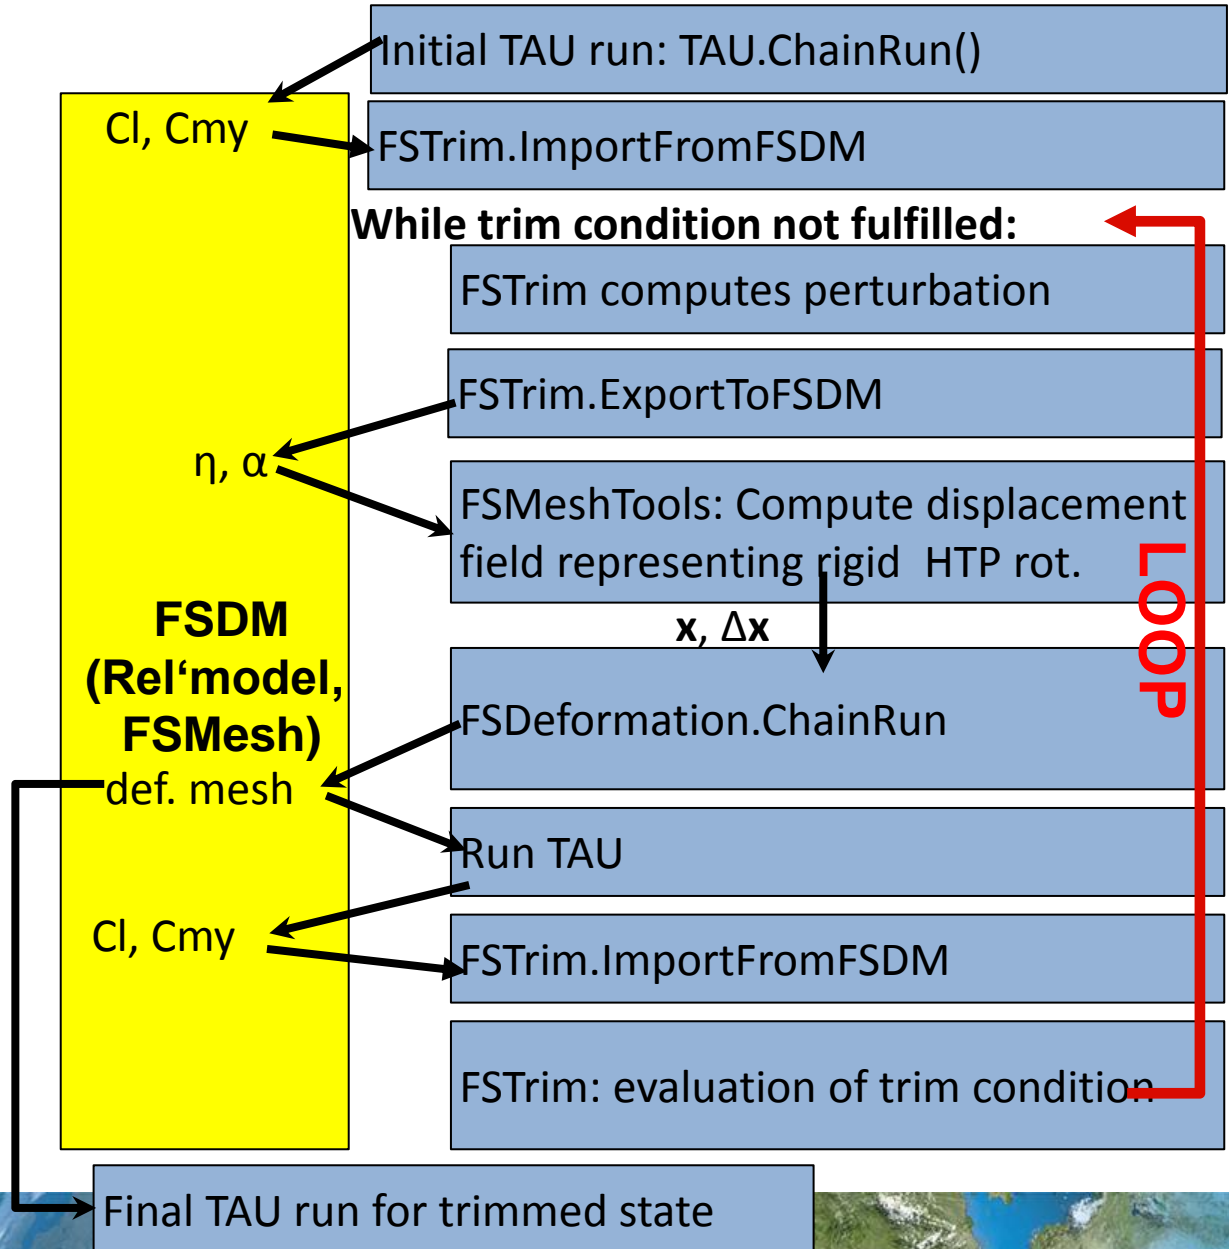 Initial TAU run: TAU.ChainRun()
Cl, Cmy
FSTrim.ImportFromFSDM
While trim condition not fulfilled:
FSTrim computes perturbation
FSTrim.ExportToFSDM
η, α
FSMeshTools: Compute displacement
field representing rigid HTP rot.
LOOP
x, Δx
FSDM
(Rel‘model,
FSMesh)
FSDeformation.ChainRun
def. mesh
Run TAU
Cl, Cmy
FSTrim.ImportFromFSDM
FSTrim: evaluation of trim condition
Final TAU run for trimmed state